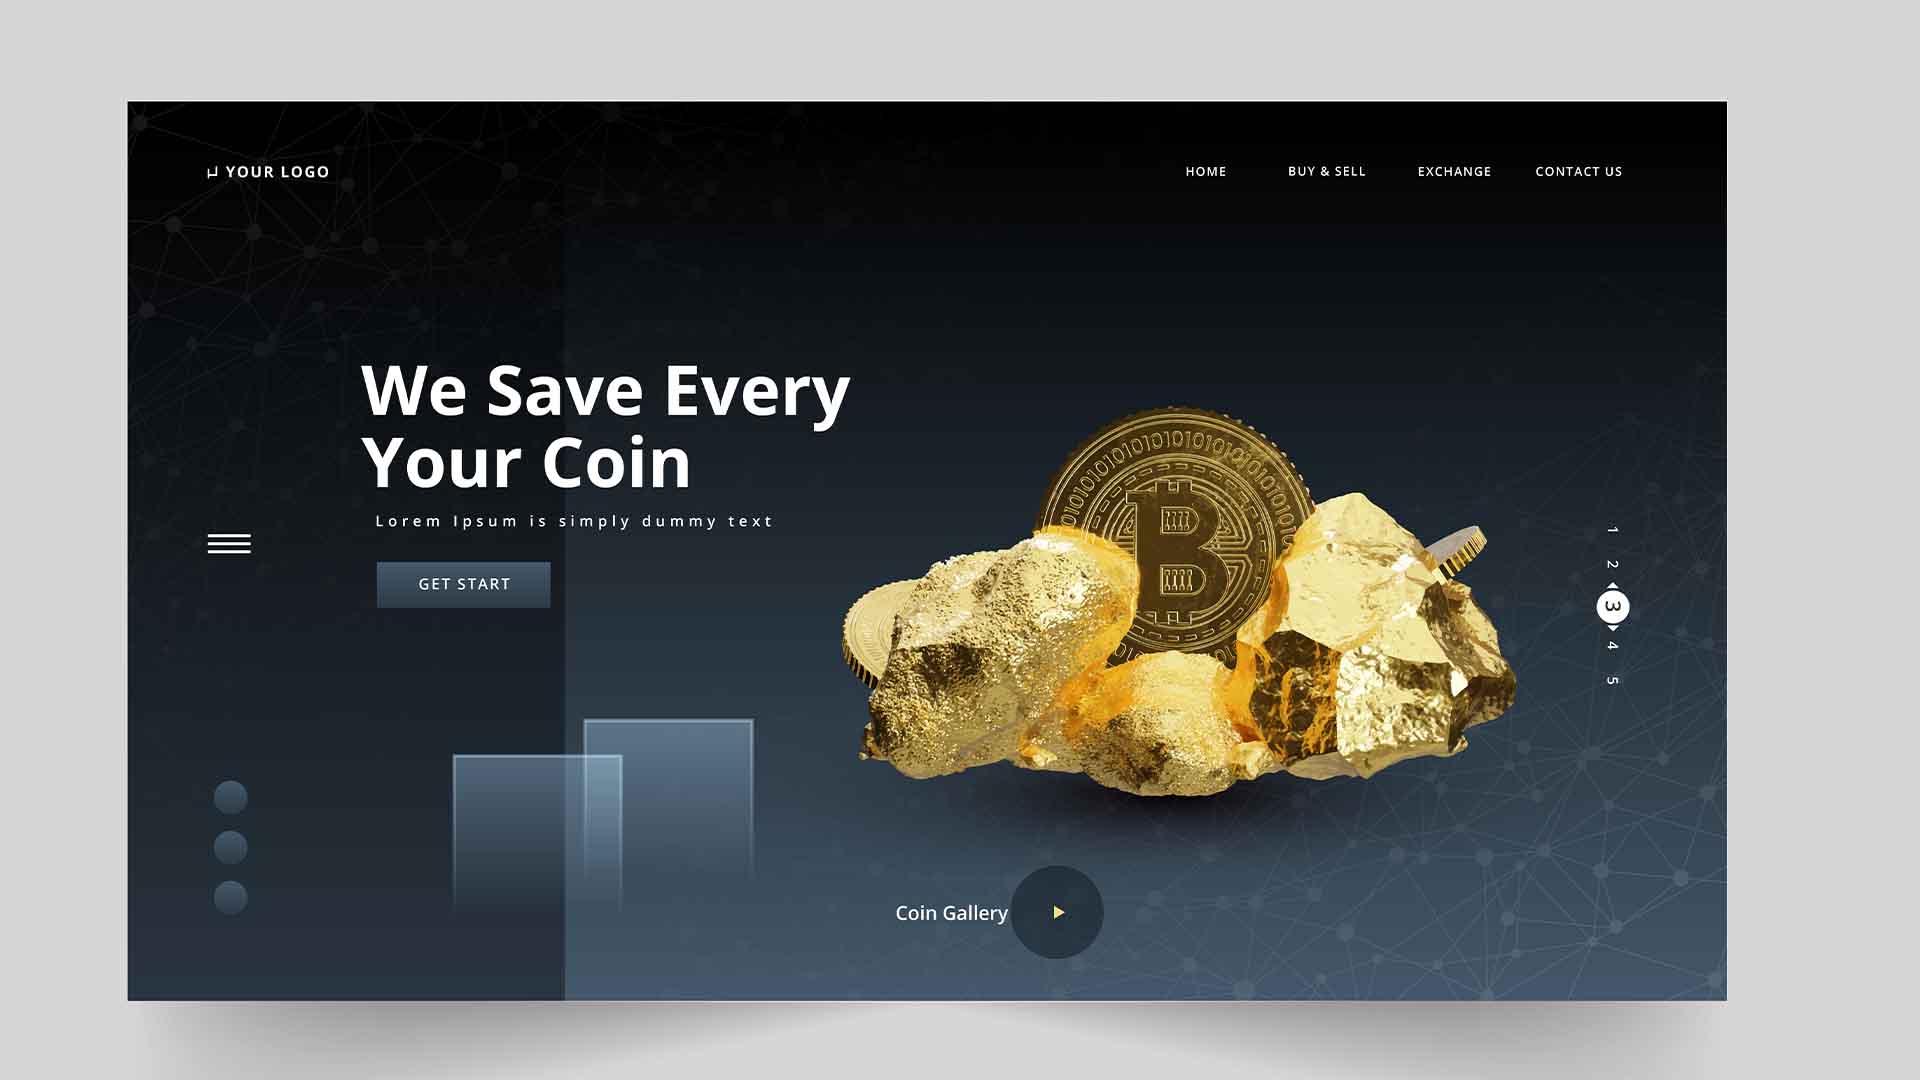 YOUR LOGO
HOME
BUY & SELL
EXCHANGE
CONTACT US
We Save Every
Your Coin
Lorem Ipsum is simply dummy text
GET START
1
2
3
4
5
Coin Gallery